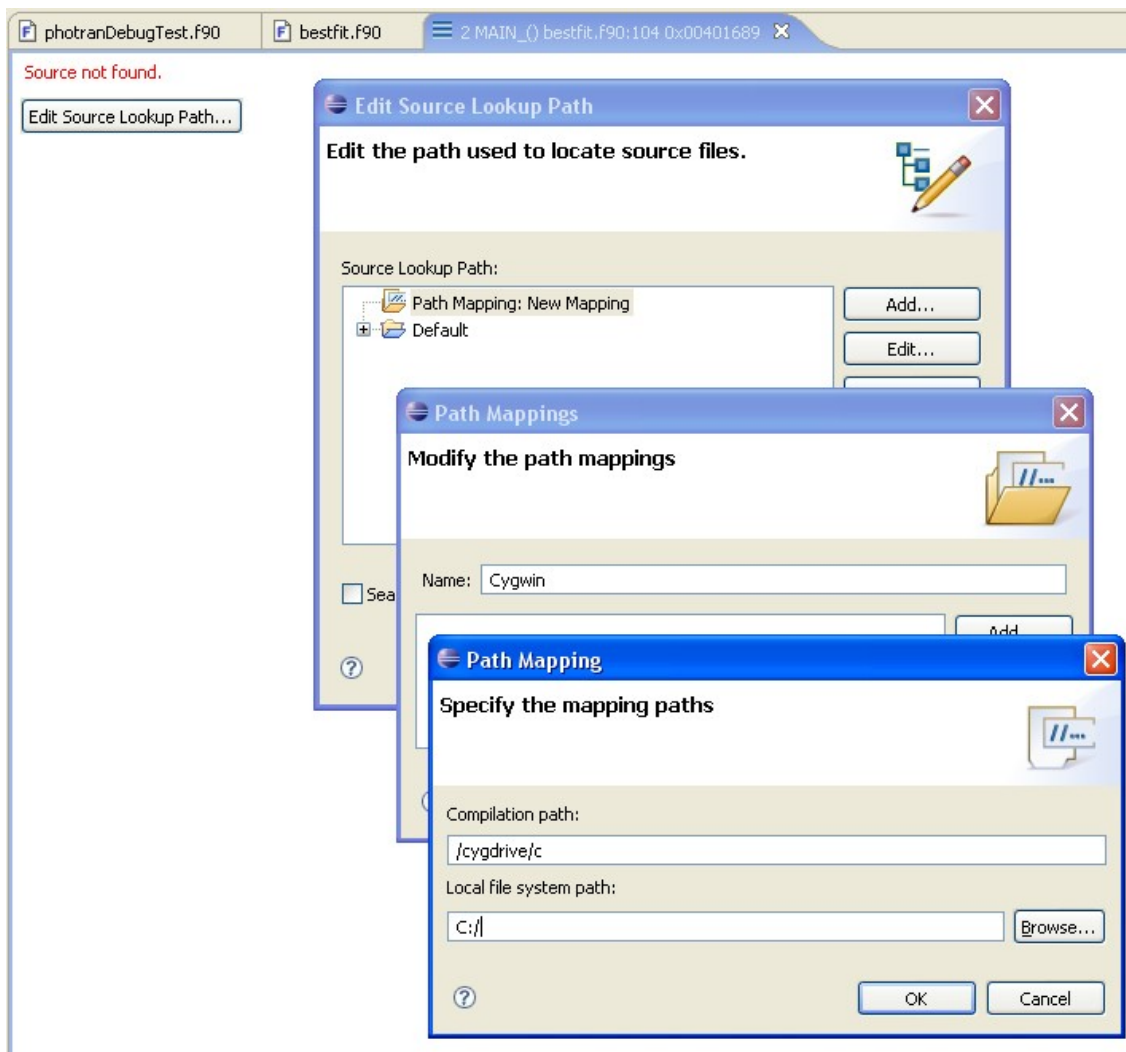 photranDebugTest.f90
bestfit.f90
2 MAIN_() bestfit.f90:104 0x00401689
Source not found.
Edit Source Lookup Path...
Edit Source Lookup Path
Edit the path used to locate source files.
Source Lookup Path:
Path Mapping: New Mapping
Default
Add...
Edit...
Path Mappings
Modify the path mappings
Name: Cygwin
Sea
Add...
Path Mapping
Specify the mapping paths
Compilation path:
/cygdrive/c
Local file system path:
C:/
Browse...
OK
Cancel